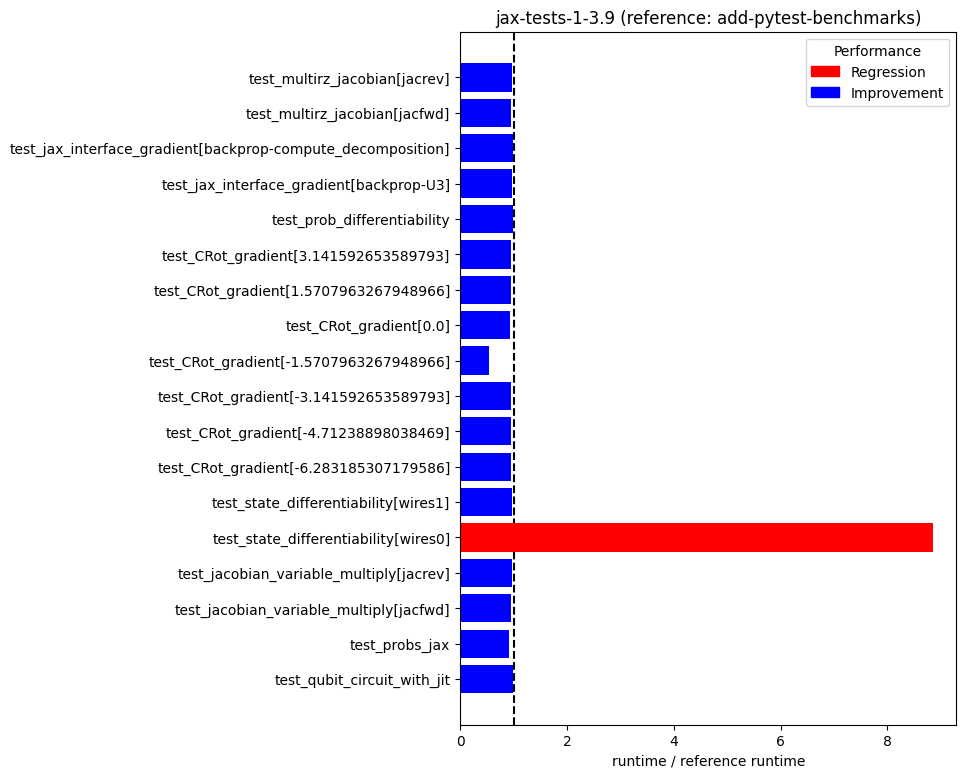 jax-tests-1-3.9 (reference: add-pytest-benchmarks)
Performance
Regression
Improvement
test_multirz_jacobian[jacrev]
test_multirz_jacobian[jacfwd]
test_jax_interface_gradient[backprop-compute_decomposition]
test_jax_interface_gradient[backprop-U3]
test_prob_differentiability
test_CRot_gradient[3.141592653589793]
test_CRot_gradient[1.5707963267948966]
test_CRot_gradient[0.0]
test_CRot_gradient[-1.5707963267948966]
test_CRot_gradient[-3.141592653589793]
test_CRot_gradient[-4.71238898038469]
test_CRot_gradient[-6.283185307179586]
test_state_differentiability[wires1]
test_state_differentiability[wires0]
test_jacobian_variable_multiply[jacrev]
test_jacobian_variable_multiply[jacfwd]
test_probs_jax
test_qubit_circuit_with_jit
0 2 4 6 8
runtime / reference runtime